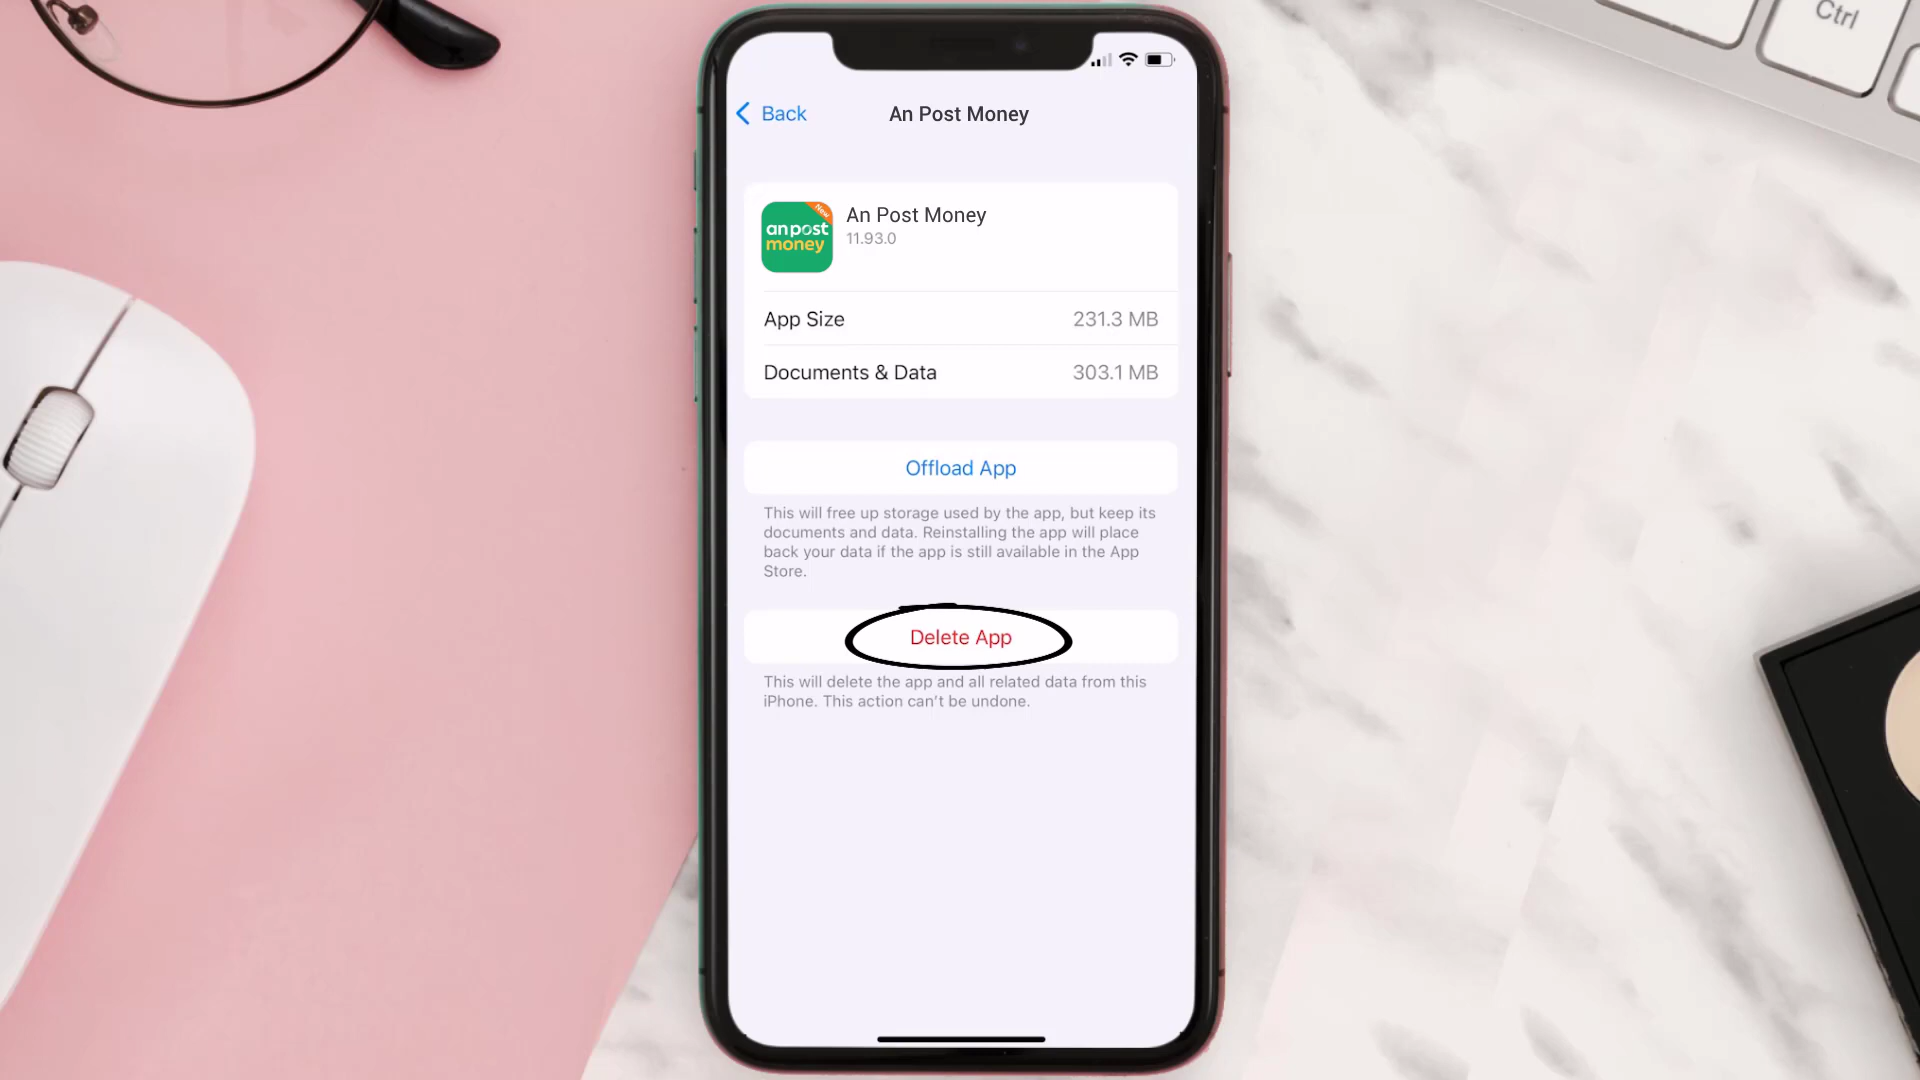 Ctrl
Back
An Post Money
New
an post
money
An Post Money
11.93.0
App Size
231.3 MB
Documents & Data
303.1 MB
Offload App
This will free up storage used by the app, but keep its
documents and data. Reinstalling the app will place
back your data if the app is still available in the App
Store.
Delete App
This will delete the app and all related data from this
iPhone. This action can't be undone.